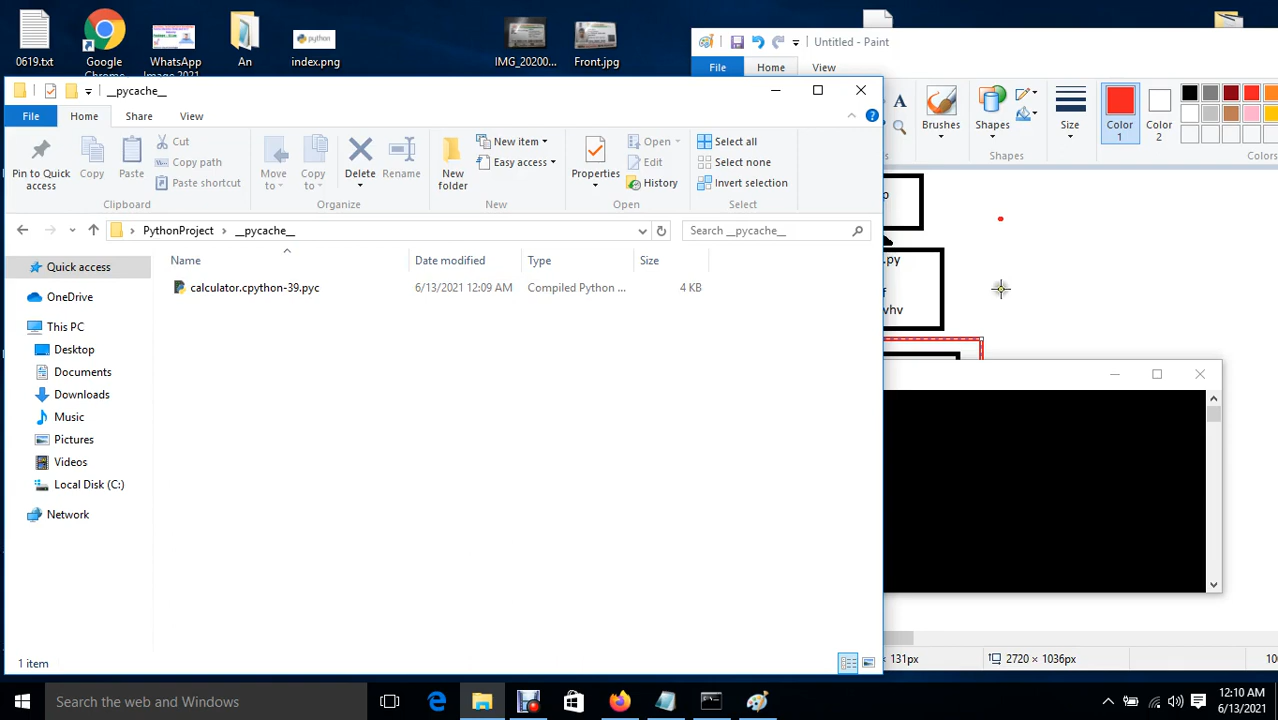 0619.txt
Google
Chrome
WhatsApp
Image 2021
An
index.png
IMG_20200...
Front.jpg
Untitled - Paint
File
Home
View
__pycache__
File
Home
Share
View
Pin to Quick
access
Copy
Paste
Cut
Copy path
Paste shortcut
Clipboard
Move
to
Copy
to
Delete
Rename
Organize
New
folder
New item
Easy access
New
Properties
Open
Edit
History
Open
Select all
Select none
Invert selection
Select
Brushes
Shapes
Shapes
Size
Color
1
Color
2
Colors
PythonProject
__pycache__
Search __pycache__
Name
Date modified
Type
Size
calculator.cpython-39.pyc
6/13/2021 12:09 AM
Compiled Python ...
4 KB
Quick access
OneDrive
This PC
Desktop
Documents
Downloads
Music
Pictures
Videos
Local Disk (C:)
Network
1 item
p
.py
f
vhv
× 131px
2720 × 1036px
10
Search the web and Windows
12:10 AM
6/13/2021